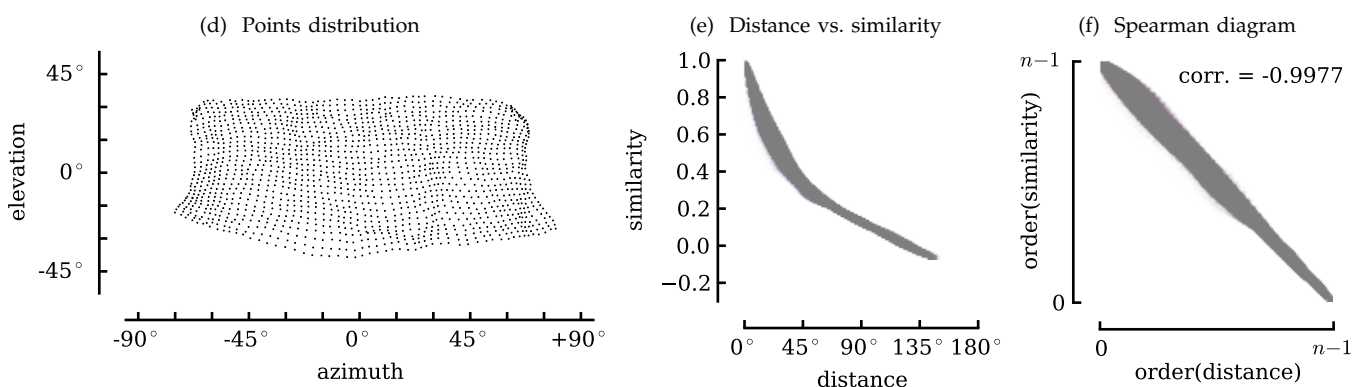 (d) Points distribution
45°
0°
-45°
elevation
-90° -45° 0° 45° +90°
azimuth
(e) Distance vs. similarity
1.0
0.8
0.6
0.4
0.2
0.0
−0.2
similarity
0° 45° 90° 135° 180°
distance
(f) Spearman diagram
n−1
corr. = -0.9977
0
order(similarity)
0 n−1
order(distance)